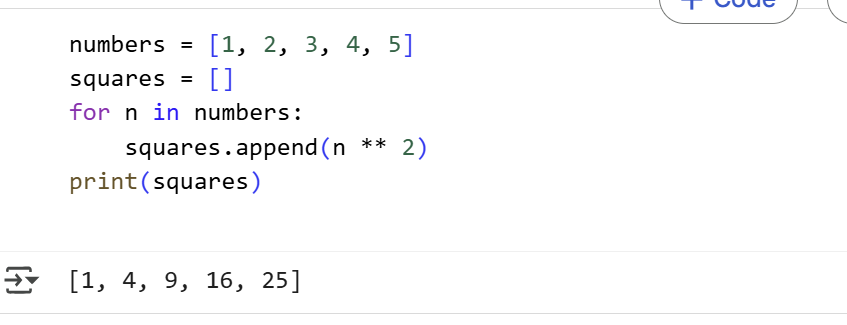 + Code
numbers = [1, 2, 3, 4, 5]
squares = []
for n in numbers:
    squares.append(n ** 2)
print(squares)
[1, 4, 9, 16, 25]